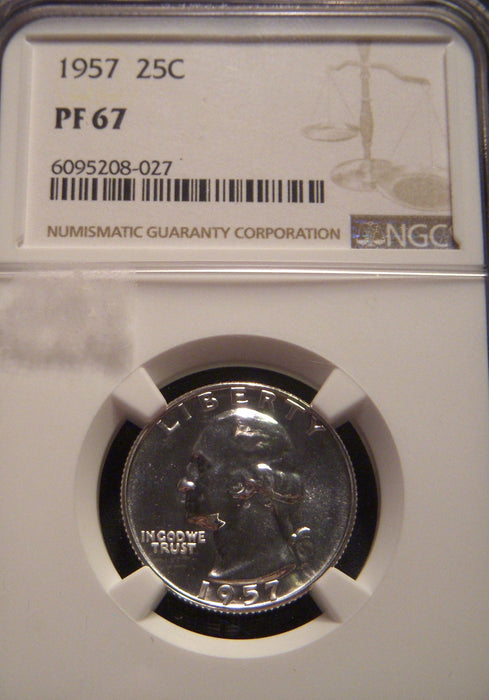 1957 25C
PF 67
6095208-027
NUMISMATIC GUARANTY CORPORATION
NGC
LIBERTY
IN GOD WE
TRUST
1957